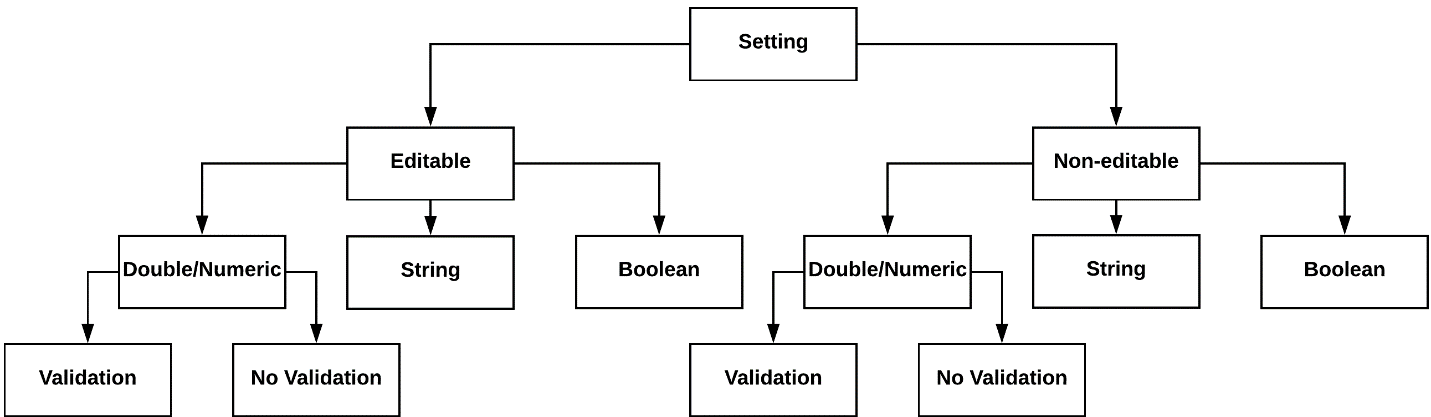 Setting
Editable
Non-editable
Double/Numeric
String
Boolean
Double/Numeric
String
Boolean
Validation
No Validation
Validation
No Validation